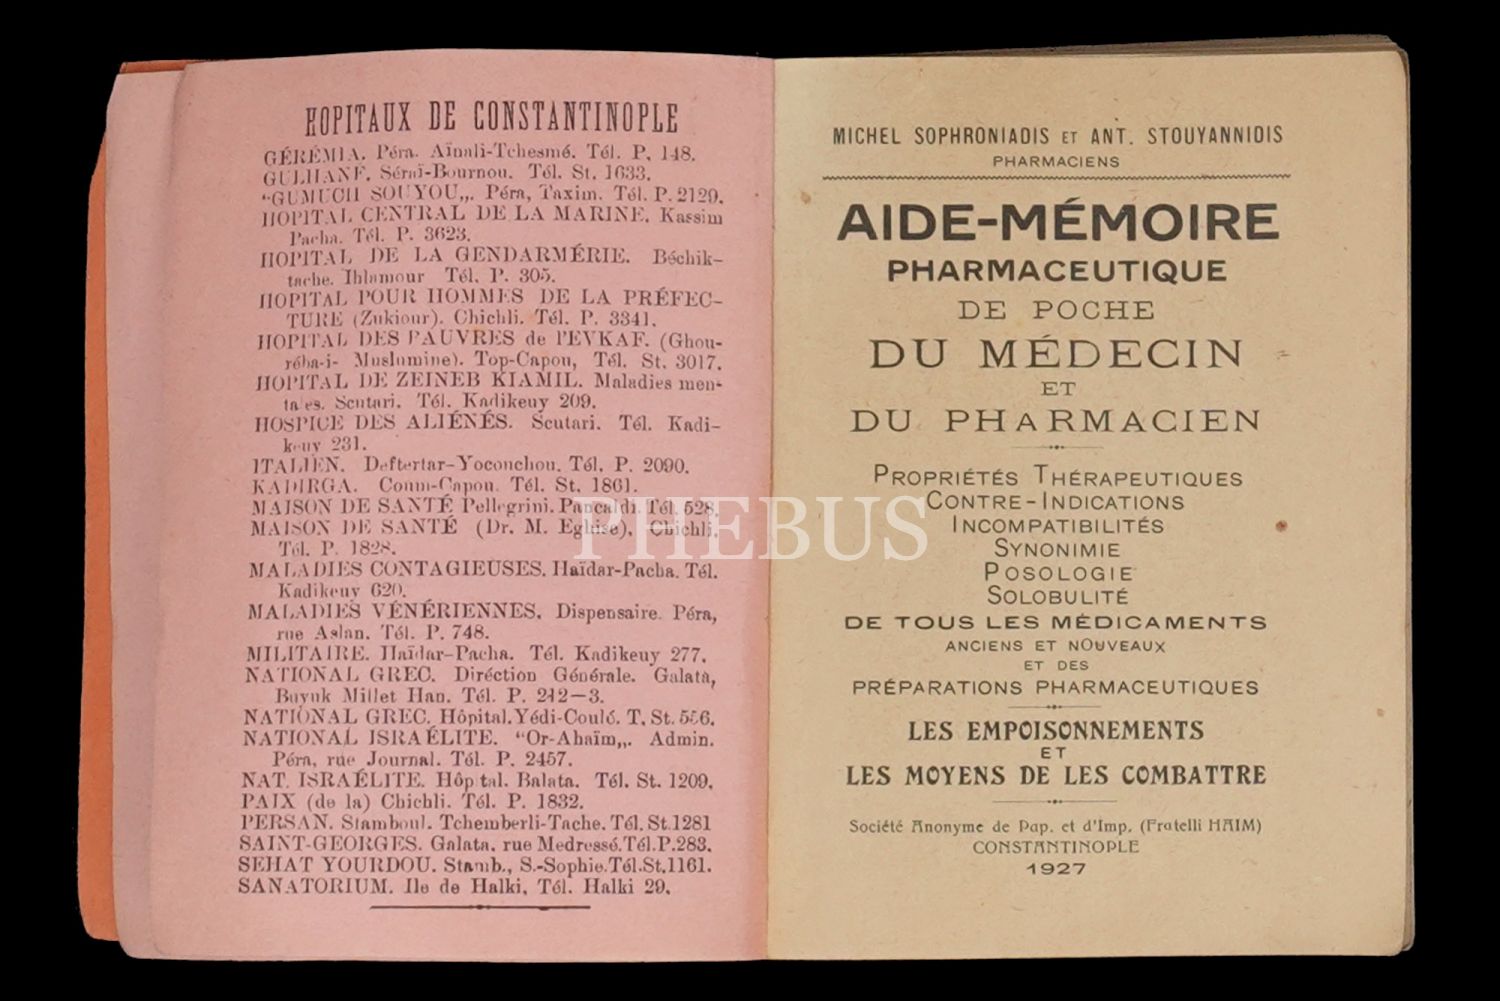 HOPITAUX DE CONSTANTINOPLE
GÉRÉMIA. Péra. Aïnali-Tchesmé. Tél. P. 148.
GULHANE. Séraï-Bournou. Tél. St. 1633.
“GUMUCH SOUYOU„. Péra, Taxim. Tél. P. 2129.
HOPITAL CENTRAL DE LA MARINE. Kassim
Pacha. Tél. P. 3623.
HOPITAL DE LA GENDARMÉRIE. Béchik-
tache. Ihlamour Tél. P. 305.
HOPITAL POUR HOMMES DE LA PRÉFEC-
TURE (Zukiour). Chichli. Tél. P. 3341.
HOPITAL DES PAUVRES de l'EVKAF. (Ghou-
réba-i- Muslumine). Top-Capou, Tél. St. 3017.
HOPITAL DE ZEINEB KIAMIL. Maladies men-
tales. Scutari. Tél. Kadikeuy 209.
HOSPICE DES ALIÉNÉS. Scutari. Tél. Kadi-
keuy 231.
ITALIEN. Deftertar-Yoconchou. Tél. P. 2090.
KADIRGA. Coum-Capou. Tél. St. 1861.
MAISON DE SANTÉ Pellegrini. Pancaldi. Tél. 528.
MAISON DE SANTÉ (Dr. M. Eghise), Chichli.
Tél. P. 1828.
MALADIES CONTAGIEUSES. Haïdar-Pacha. Tél.
Kadikeuy 620.
MALADIES VÉNÉRIENNES. Dispensaire. Péra,
rue Aslan. Tél. P. 748.
MILITAIRE. Haïdar-Pacha. Tél. Kadikeuy 277.
NATIONAL GREC. Diréction Générale. Galata,
Buyuk Millet Han. Tél. P. 242—3.
NATIONAL GREC. Hôpital. Yédi-Coulé. T. St. 556.
NATIONAL ISRAÉLITE. “Or-Ahaïm„. Admin.
Péra, rue Journal. Tél. P. 2457.
NAT. ISRAÉLITE. Hôpital. Balata. Tél. St. 1209.
PAIX (de la) Chichli. Tél. P. 1832.
PERSAN. Stamboul. Tchemberli-Tache. Tél. St.1281
SAINT-GEORGES. Galata. rue Medressé.Tél.P.283.
SEHAT YOURDOU. Stamb., S.-Sophie.Tél.St.1161.
SANATORIUM. Ile de Halki, Tél. Halki 29.
MICHEL SOPHRONIADIS ET ANT. STOUYANNIDIS
PHARMACIENS
AIDE-MÉMOIRE
PHARMACEUTIQUE
DE POCHE
DU MÉDECIN
ET
DU PHARMACIEN
PROPRIÉTÉS THÉRAPEUTIQUES
CONTRE-INDICATIONS
INCOMPATIBILITÉS
SYNONIMIE
POSOLOGIE
SOLOBULITÉ
DE TOUS LES MÉDICAMENTS
ANCIENS ET NOUVEAUX
ET DES
PRÉPARATIONS PHARMACEUTIQUES
LES EMPOISONNEMENTS
ET
LES MOYENS DE LES COMBATTRE
Société Anonyme de Pap. et d'Imp. (Fratelli HAIM)
CONSTANTINOPLE
1927
PHEBUS